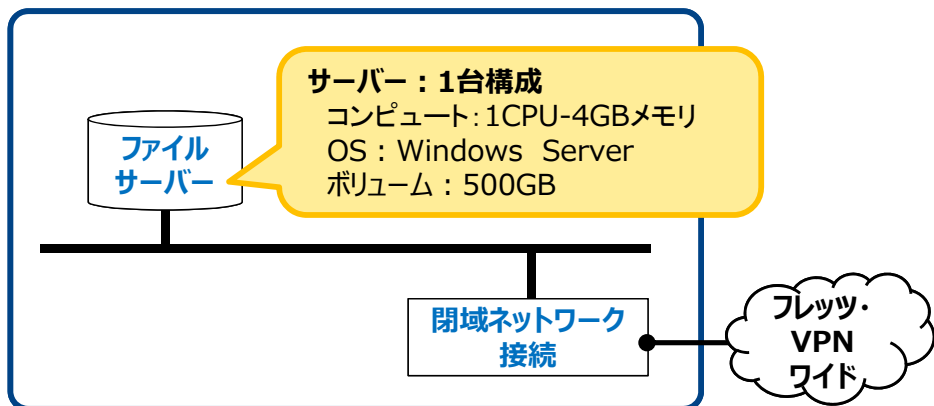 サーバー：1台構成
コンピュート：1CPU-4GBメモリ
OS：Windows Server
ボリューム：500GB
ファイル
サーバー
閉域ネットワーク
接続
フレッツ・
VPN
ワイド